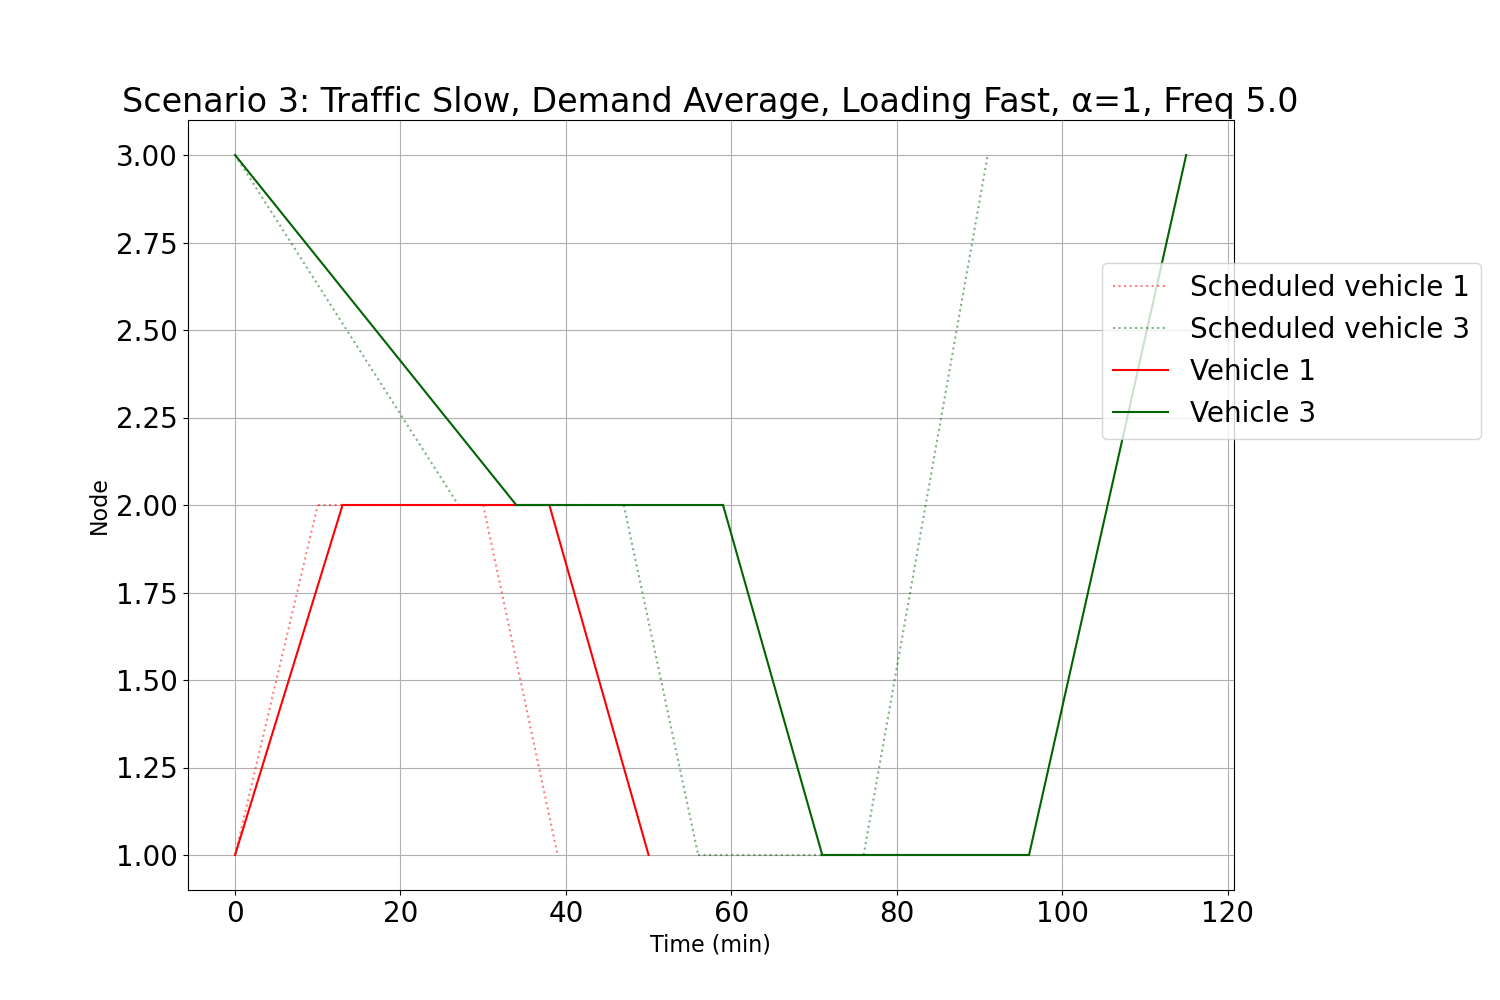 Scenario 3: Traffic Slow, Demand Average, Loading Fast, α=1, Freq 5.0
3.00
2.75
2.50
2.25
2.00
1.75
1.50
1.25
1.00
Node
Scheduled vehicle 1
Scheduled vehicle 3
Vehicle 1
Vehicle 3
0 20 40 60 80 100 120
Time (min)